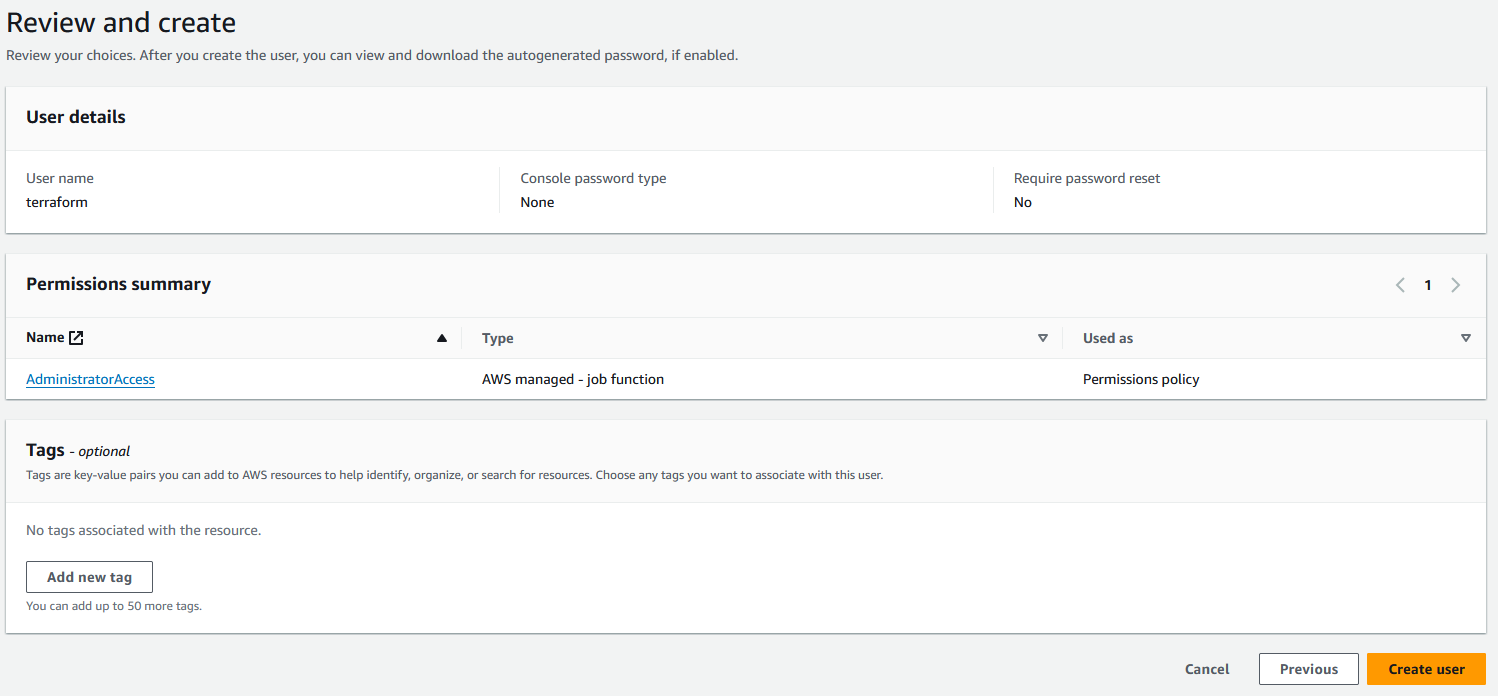 Review and create
Review your choices. After you create the user, you can view and download the autogenerated password, if enabled.
User details
User name
terraform
Console password type
None
Require password reset
No
Permissions summary
1
Name
Type
Used as
AdministratorAccess
AWS managed - job function
Permissions policy
Tags - optional
Tags are key-value pairs you can add to AWS resources to help identify, organize, or search for resources. Choose any tags you want to associate with this user.
No tags associated with the resource.
Add new tag
You can add up to 50 more tags.
Cancel
Previous
Create user